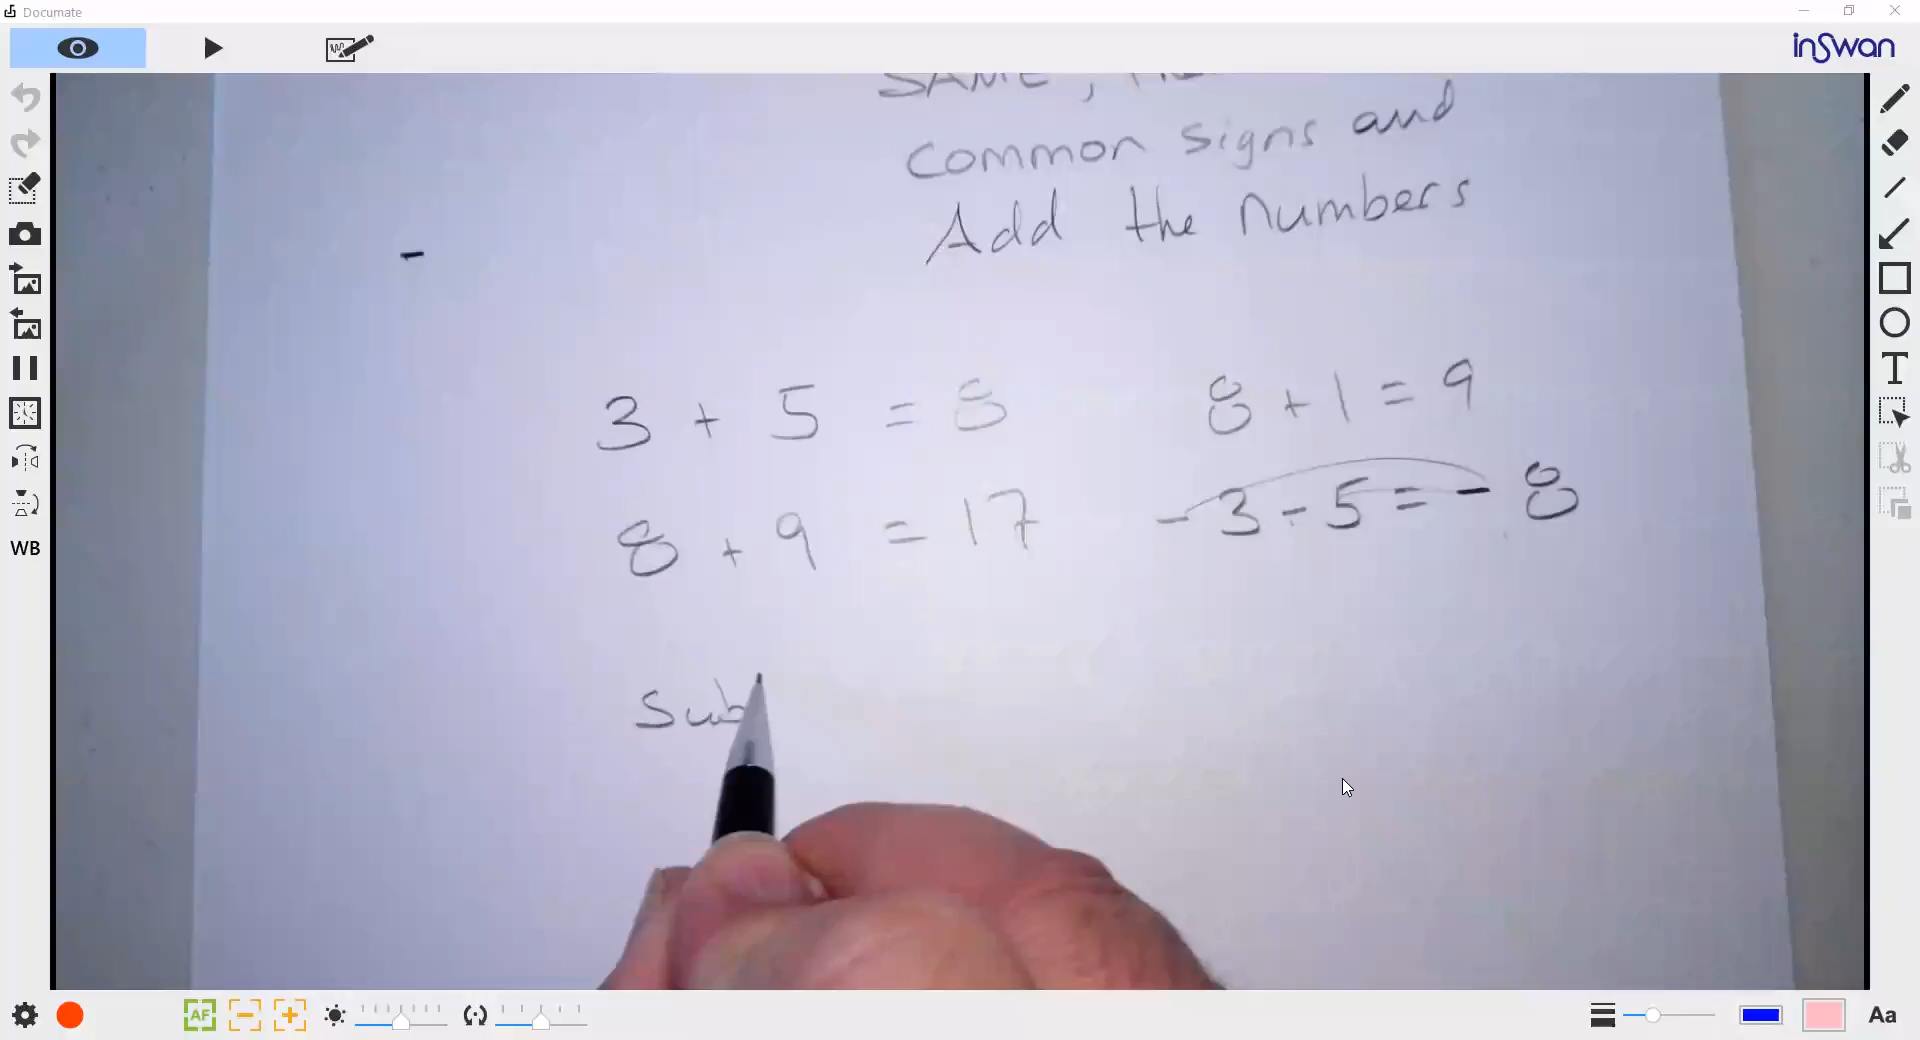 Documate
inSwan
SAME,
Common signs and
Add the numbers
-
3 + 5 = 8
8 + 1 = 9
8 + 9 = 17
-3-5=-8
Sub
WB
T
AF
Aa